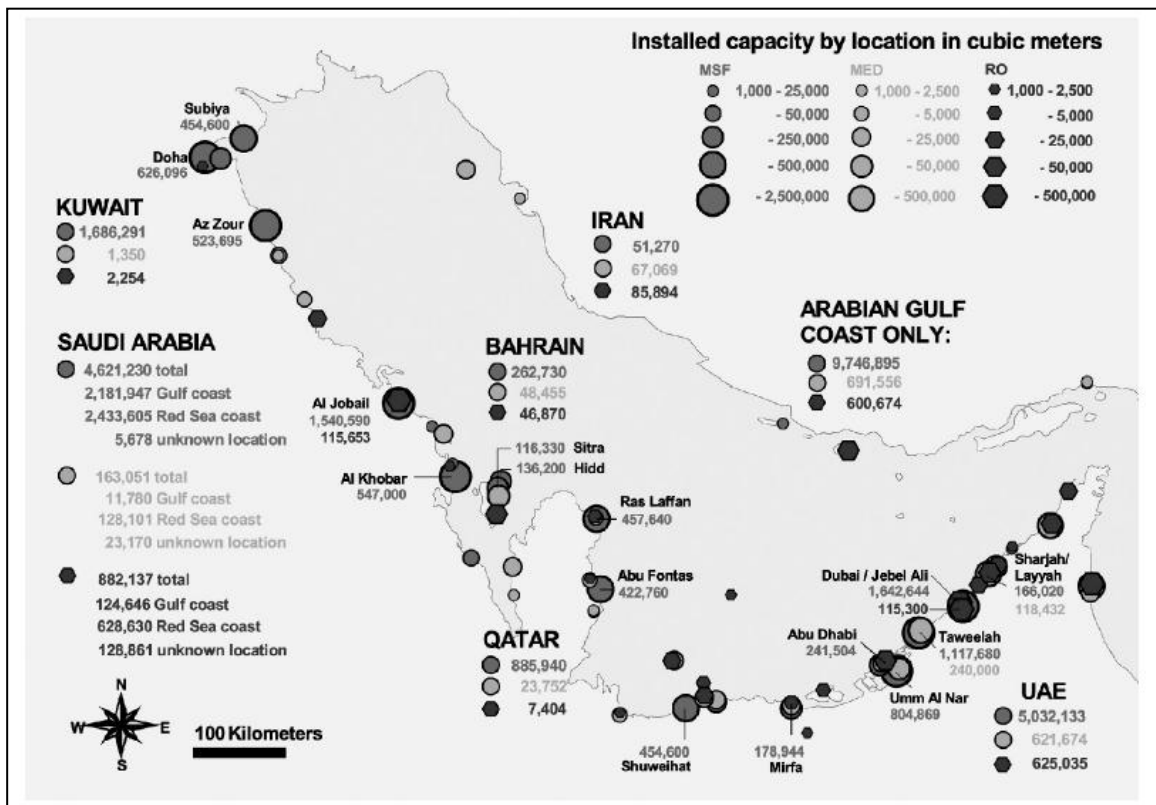 Installed capacity by location in cubic meters
MSF MED RO
1,000 - 25,000 1,000 - 2,500 1,000 - 2,500
- 50,000 - 5,000 - 5,000
- 250,000 - 25,000 - 25,000
- 500,000 - 50,000 - 50,000
- 2,500,000 - 500,000 - 500,000
Subiya
454,600
Doha
626,096
KUWAIT
1,686,291
1,350
2,254
Az Zour
523,695
IRAN
51,270
67,069
85,894
ARABIAN GULF
COAST ONLY:
9,746,895
691,556
600,674
SAUDI ARABIA
4,621,230 total
2,181,947 Gulf coast
2,433,605 Red Sea coast
5,678 unknown location
163,051 total
11,780 Gulf coast
128,101 Red Sea coast
23,170 unknown location
882,137 total
124,646 Gulf coast
628,630 Red Sea coast
128,861 unknown location
BAHRAIN
262,730
48,455
46,870
Al Jobail
1,540,590
115,653
116,330 Sitra
136,200 Hidd
Al Khobar
547,000
Ras Laffan
457,640
Abu Fontas
422,760
QATAR
885,940
23,752
7,404
Sharjah/
Layyah
166,020
118,432
Dubai / Jebel Ali
1,642,644
115,300
Abu Dhabi
241,504
Taweelah
1,117,680
240,000
Umm Al Nar
804,869
UAE
5,032,133
621,674
625,035
454,600
Shuweihat
178,944
Mirfa
N
W E
S
100 Kilometers